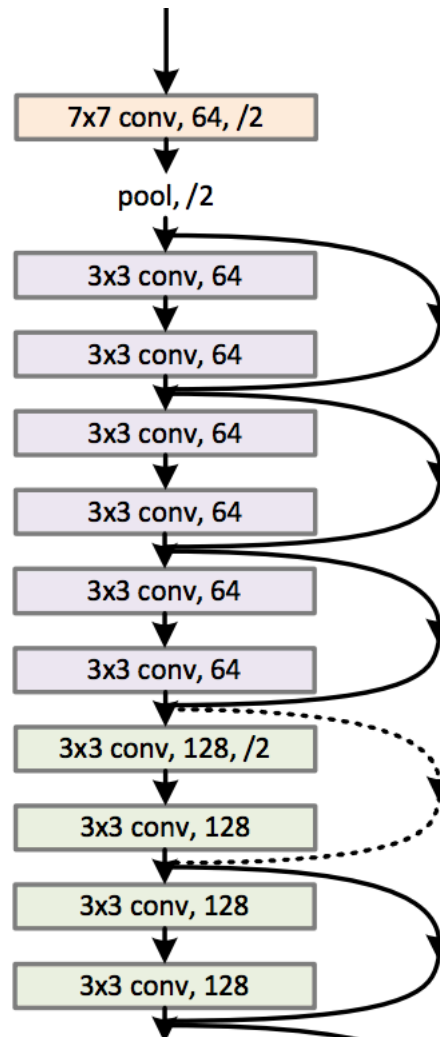 7x7 conv, 64, /2
pool, /2
3x3 conv, 64
3x3 conv, 64
3x3 conv, 64
3x3 conv, 64
3x3 conv, 64
3x3 conv, 64
3x3 conv, 128, /2
3x3 conv, 128
3x3 conv, 128
3x3 conv, 128